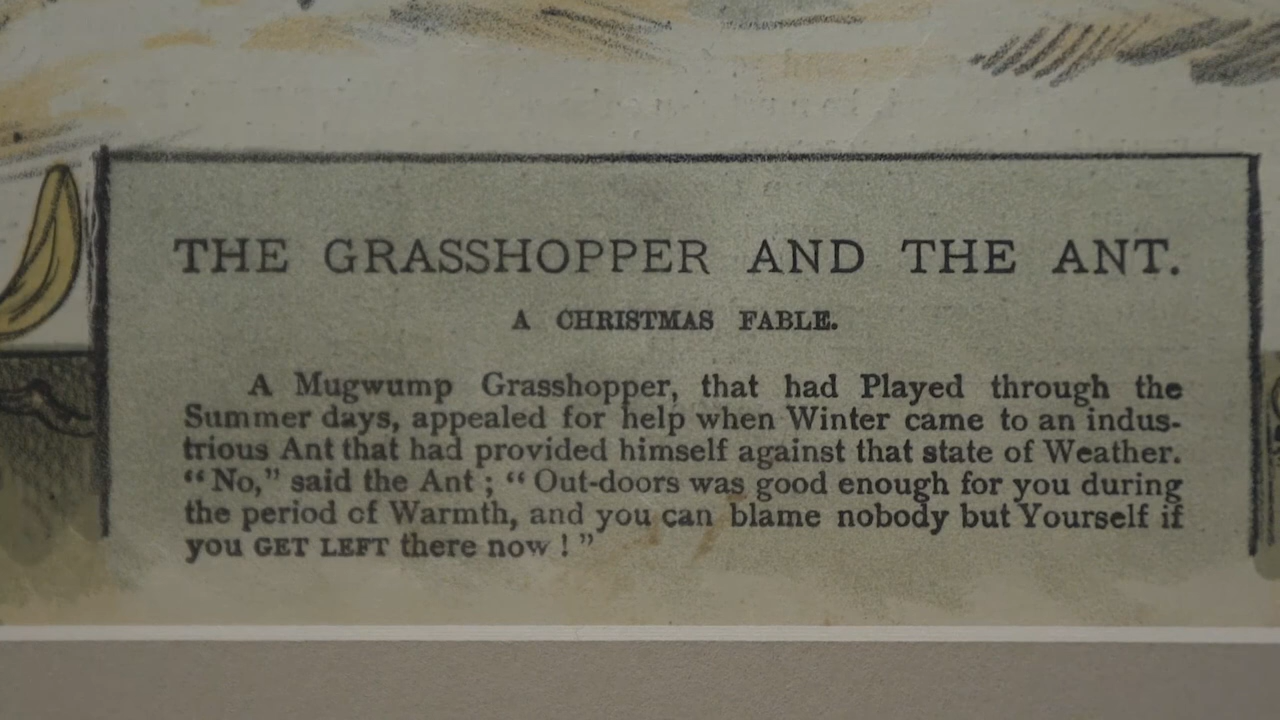 THE GRASSHOPPER AND THE ANT.
A CHRISTMAS FABLE.
A Mugwump Grasshopper, that had Played through the
Summer days, appealed for help when Winter came to an indus-
trious Ant that had provided himself against that state of Weather.
“No,” said the Ant ; “Out-doors was good enough for you during
the period of Warmth, and you can blame nobody but Yourself if
you GET LEFT there now ! ”